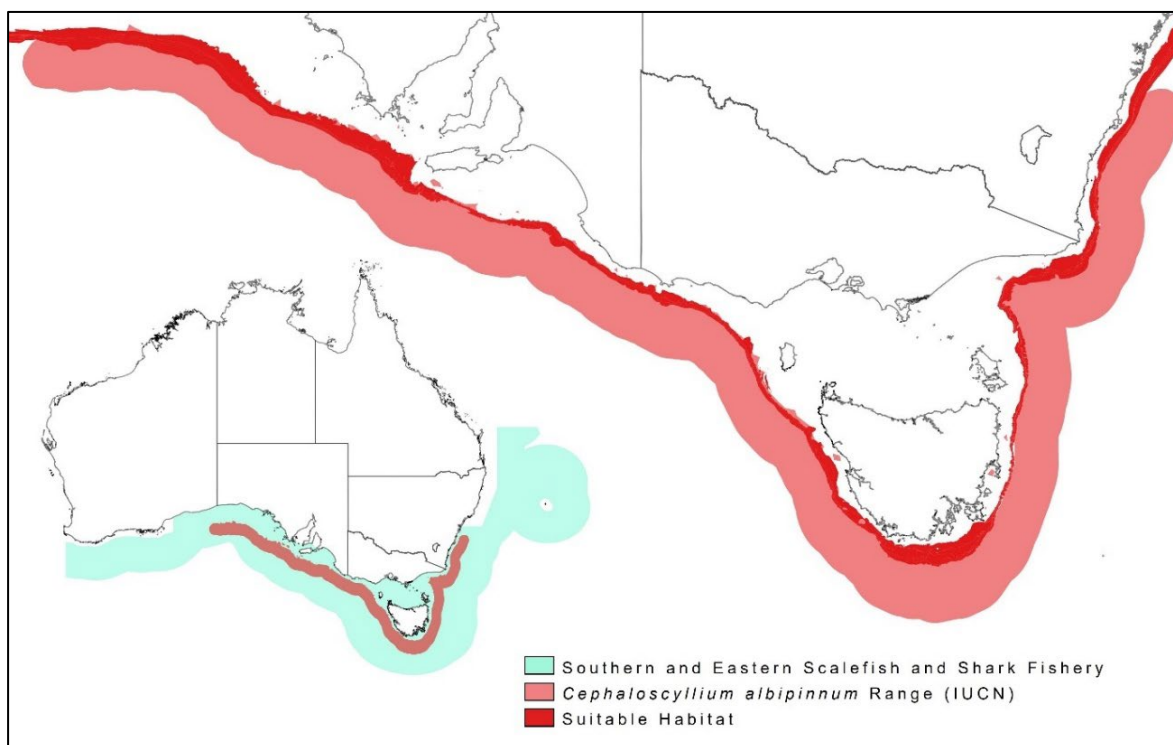 Southern and Eastern Scalefish and Shark Fishery
Cephaloscyllium albipinnum Range (IUCN)
Suitable Habitat